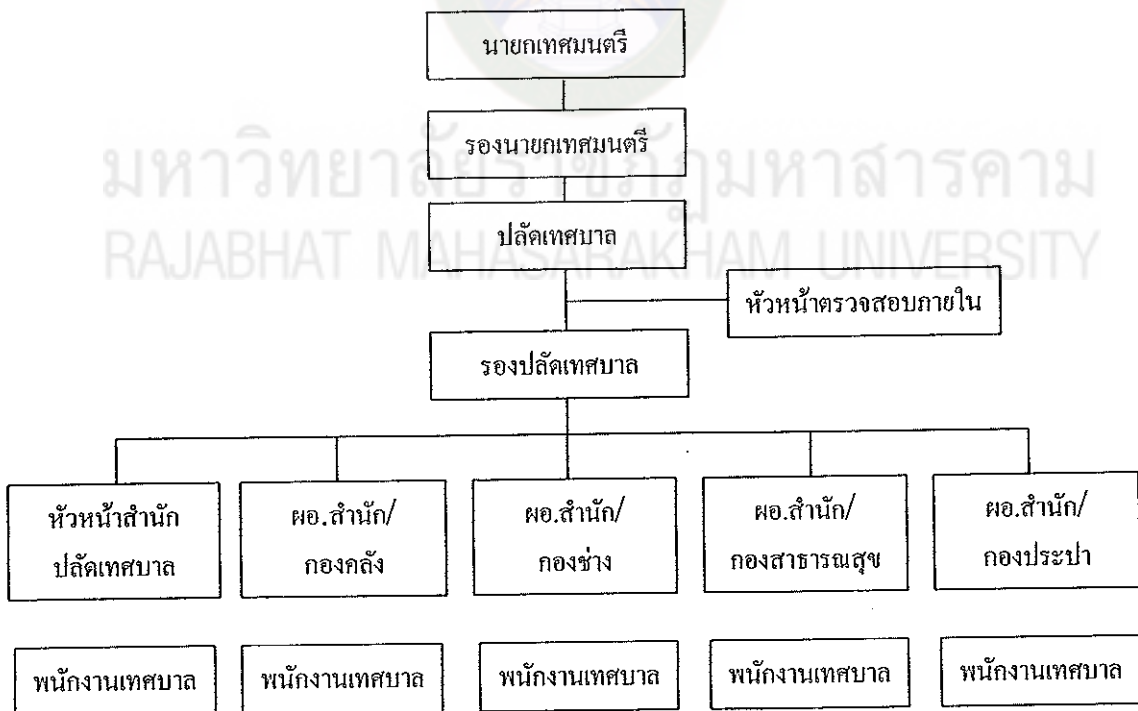 นายกเทศมนตรี
รองนายกเทศมนตรี
มหาวิทยาลัยราชภัฏมหาสารคาม
ปลัดเทศบาล
RAJABHAT MAHASARAKHAM UNIVERSITY
หัวหน้าตรวจสอบภายใน
รองปลัดเทศบาล
หัวหน้าสำนัก
ปลัดเทศบาล
ผอ.สำนัก/
กองคลัง
ผอ.สำนัก/
กองช่าง
ผอ.สำนัก/
กองสาธารณสุข
ผอ.สำนัก/
กองประปา
พนักงานเทศบาล
พนักงานเทศบาล
พนักงานเทศบาล
พนักงานเทศบาล
พนักงานเทศบาล